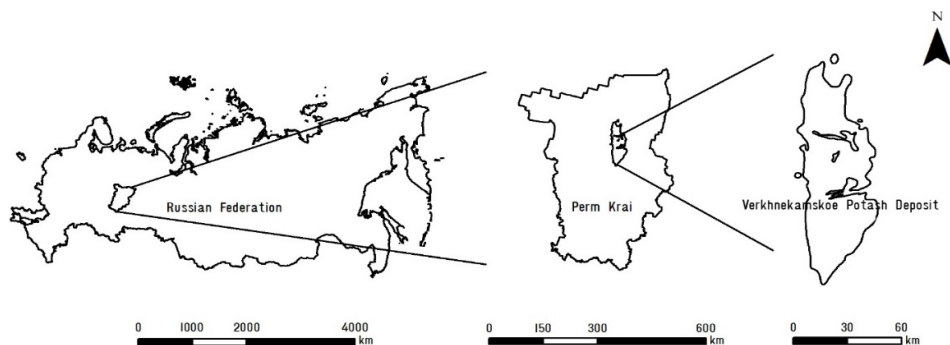 N
Russian Federation
Perm Krai
Verkhnekamskoe Potash Deposit
0 1000 2000 4000
km
0 150 300 600
km
0 30 60
km